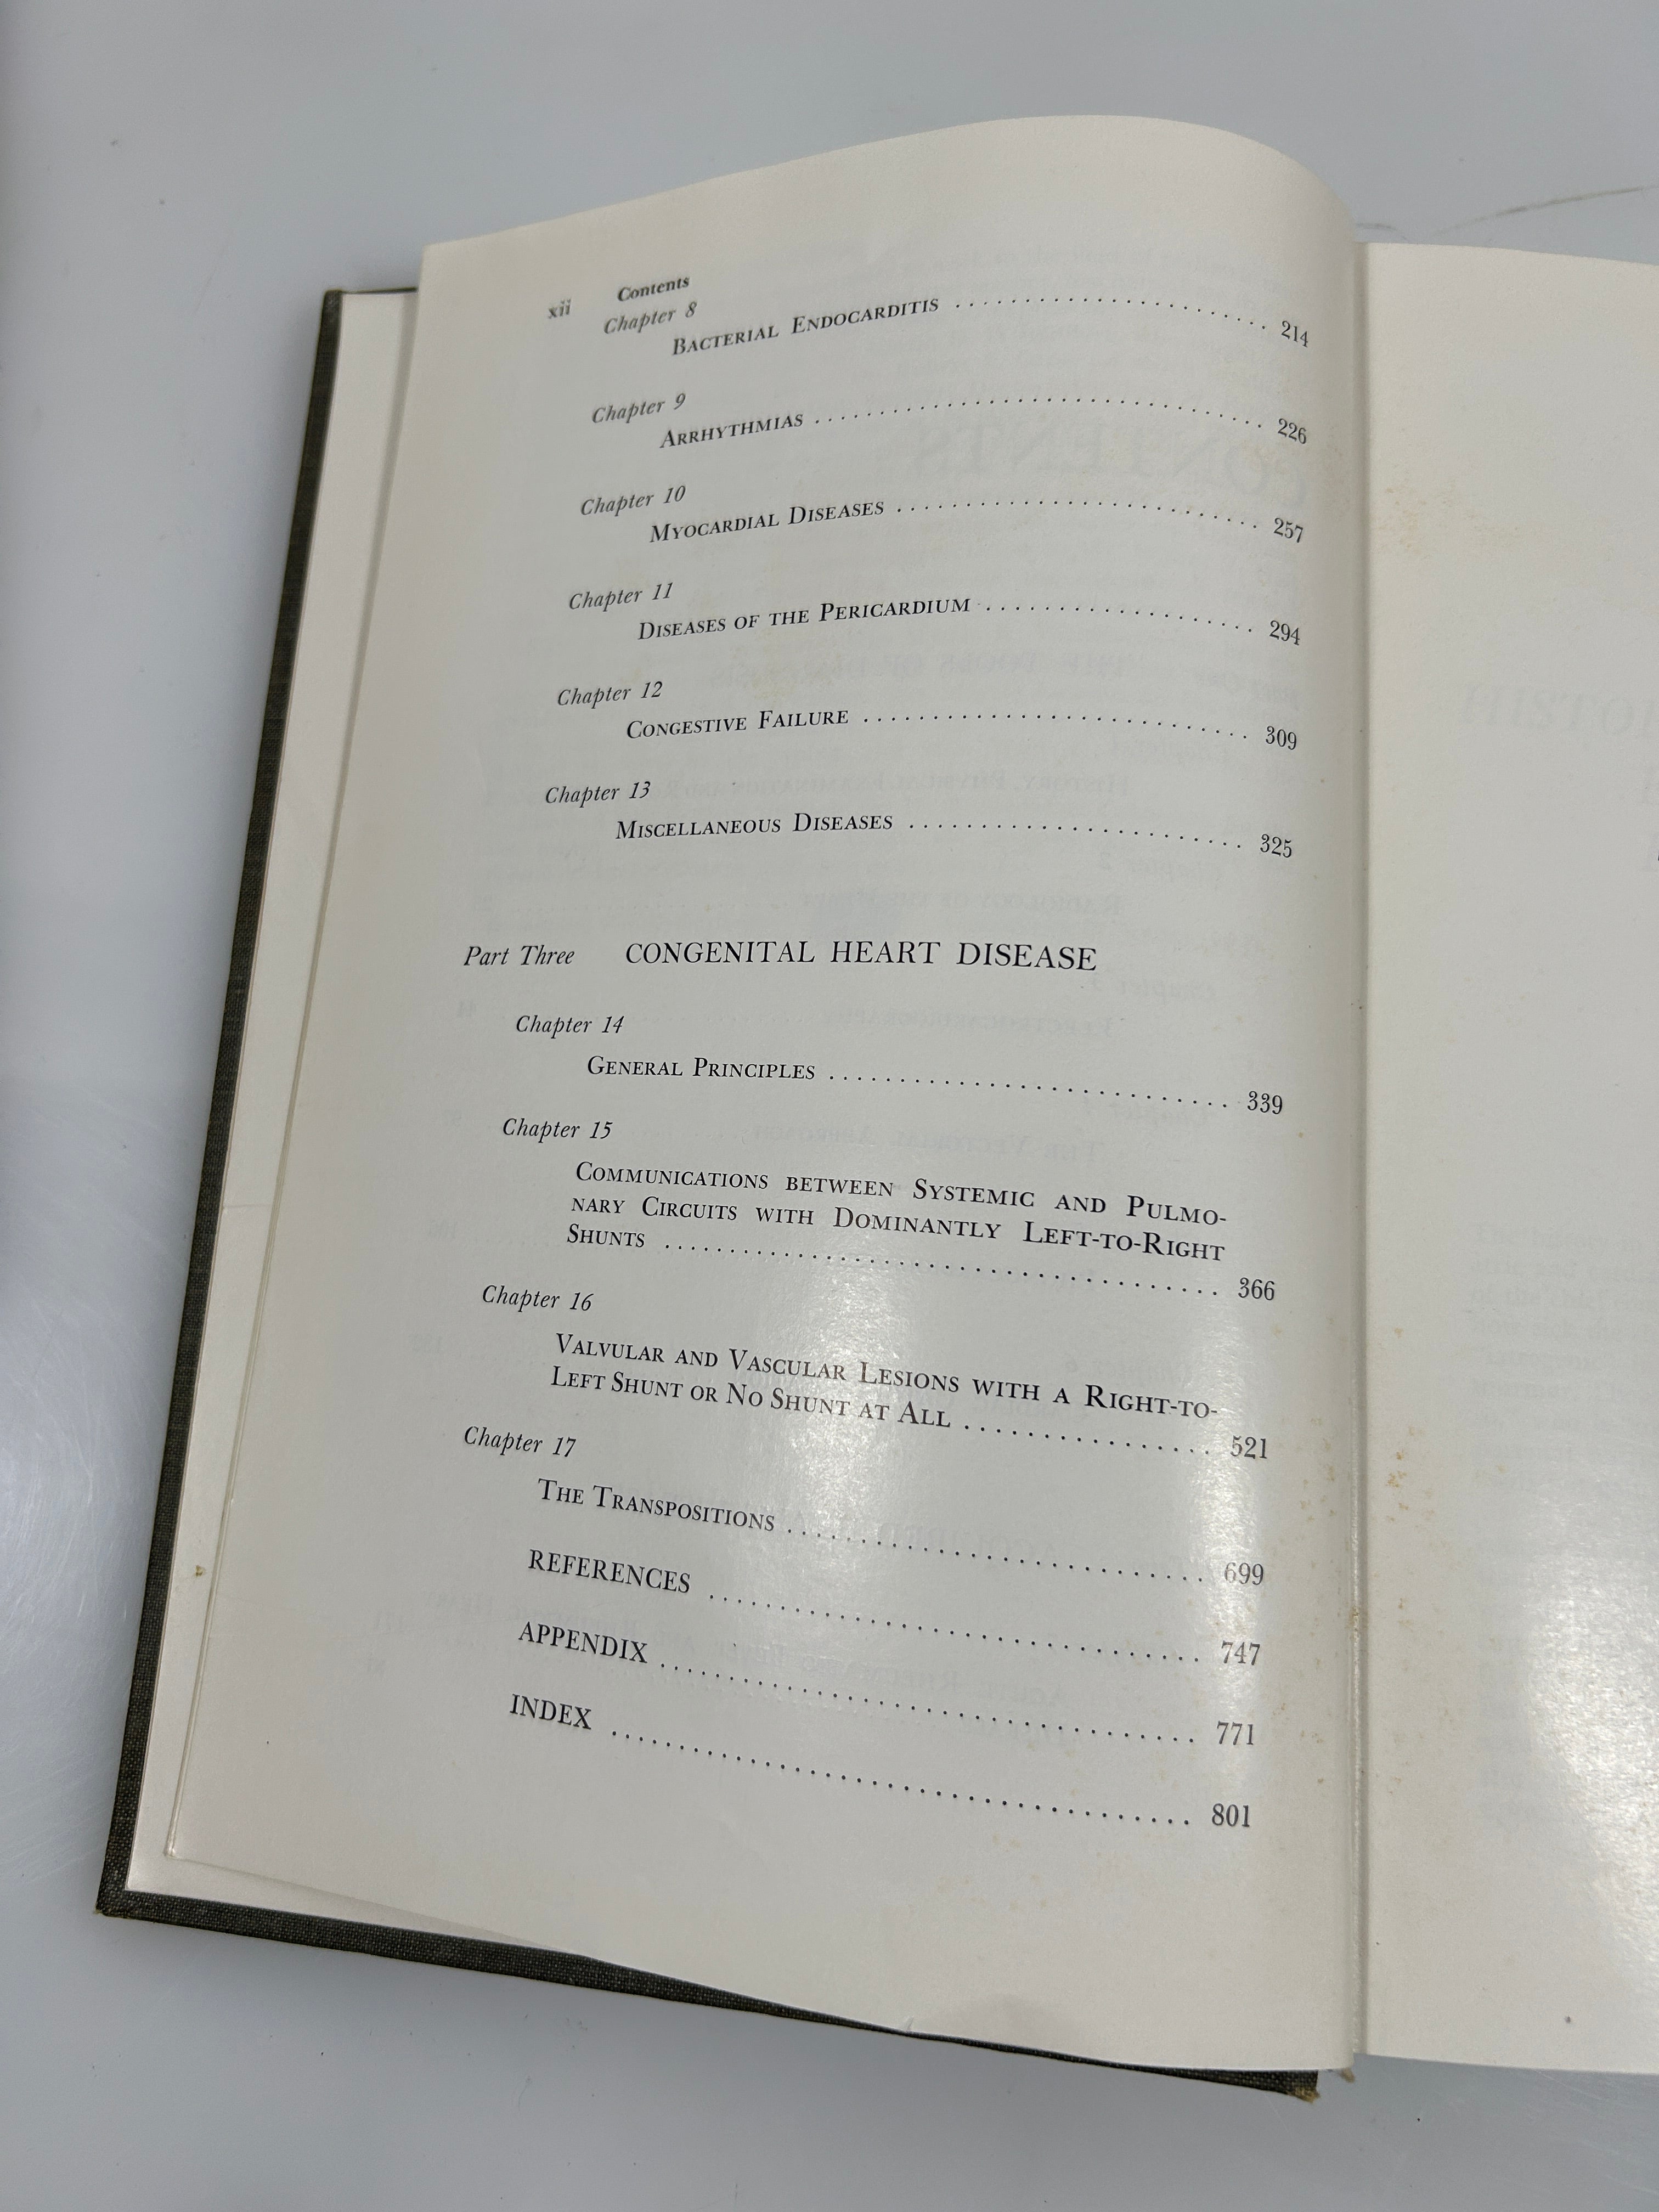 xii Contents
Chapter 8
BACTERIAL ENDOCARDITIS .......................... 214
Chapter 9
ARRHYTHMIAS .................................. 226
Chapter 10
MYOCARDIAL DISEASES ........................... 257
Chapter 11
DISEASES OF THE PERICARDIUM ................... 294
Chapter 12
CONGESTIVE FAILURE ........................... 309
Chapter 13
MISCELLANEOUS DISEASES ........................ 325
Part Three CONGENITAL HEART DISEASE
Chapter 14
GENERAL PRINCIPLES ............................ 339
Chapter 15
COMMUNICATIONS BETWEEN SYSTEMIC AND PULMO-
NARY CIRCUITS WITH DOMINANTLY LEFT-TO-RIGHT
SHUNTS ........................................ 366
Chapter 16
VALVULAR AND VASCULAR LESIONS WITH A RIGHT-TO-
LEFT SHUNT OR NO SHUNT AT ALL .................. 521
Chapter 17
THE TRANSPOSITIONS ............................ 699
REFERENCES .................................... 747
APPENDIX ...................................... 771
INDEX ......................................... 801